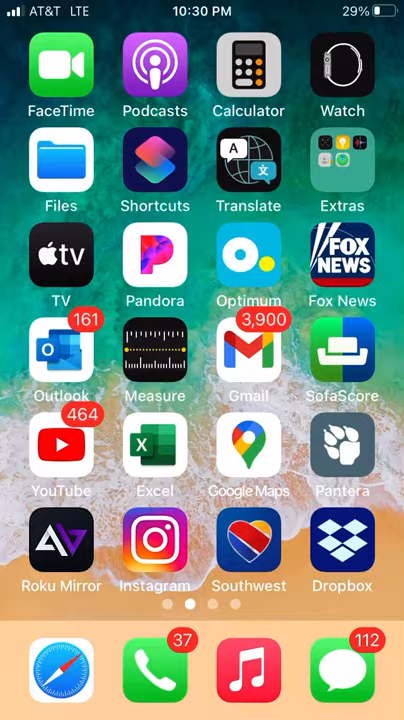 AT&T LTE 10:30 PM 29%
FaceTime Podcasts Calculator Watch
A 文
Files Shortcuts Translate Extras
tv FOX NEWS
TV Pandora Optimum Fox News
161 3,900
Outlook Measure Gmail SofaScore
464
YouTube Excel Google Maps Pantera
Roku Mirror Instagram Southwest Dropbox
37 112